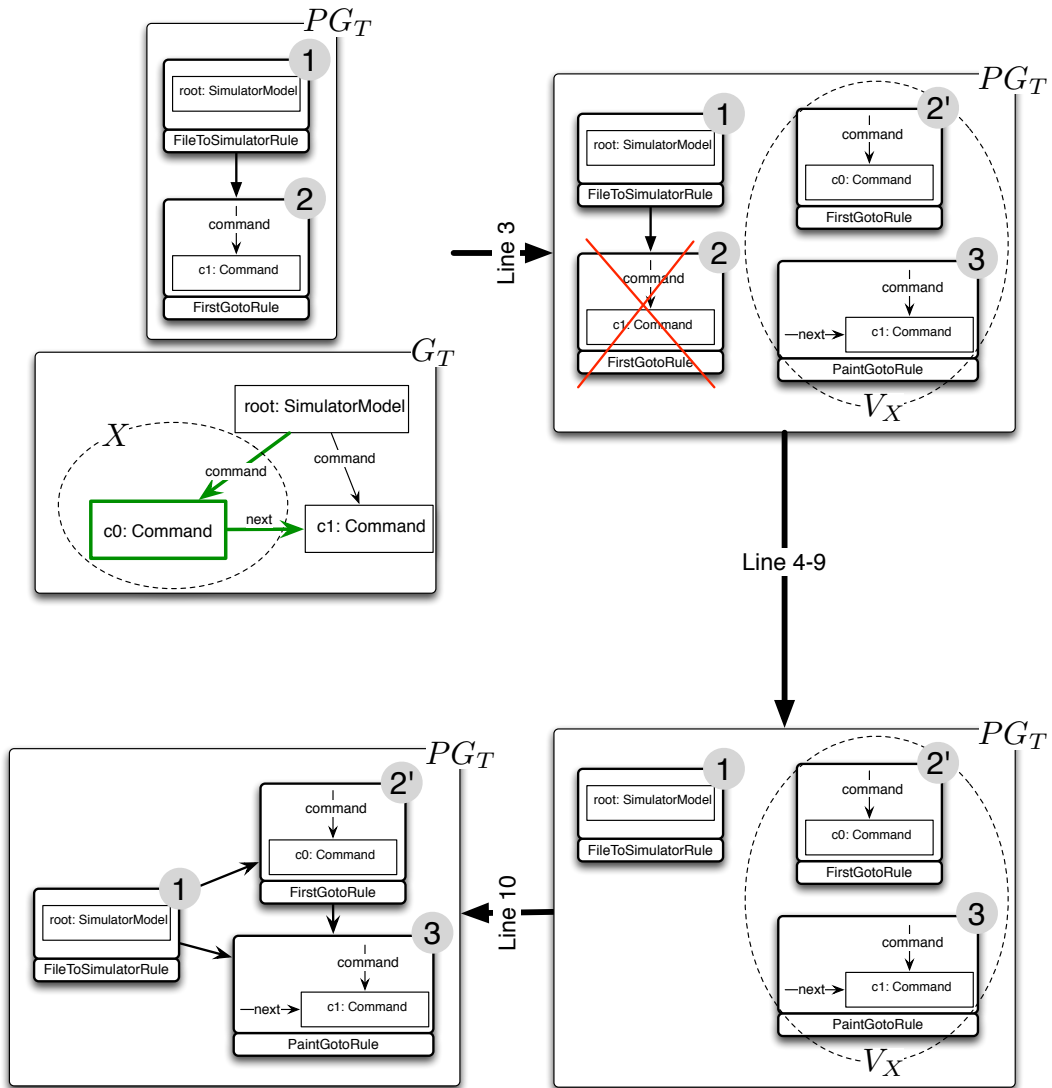 PG_T
1
root: SimulatorModel
FileToSimulatorRule
2
command
c1: Command
FirstGotoRule
G_T
root: SimulatorModel
X
command
command
c0: Command
next
c1: Command
Line 3
PG_T
1
root: SimulatorModel
FileToSimulatorRule
2
command
c1: Command
FirstGotoRule
2'
command
c0: Command
FirstGotoRule
3
command
next
c1: Command
PaintGotoRule
V_X
Line 4-9
PG_T
1
root: SimulatorModel
FileToSimulatorRule
2'
command
c0: Command
FirstGotoRule
3
command
next
c1: Command
PaintGotoRule
V_X
Line 10
PG_T
2'
command
c0: Command
FirstGotoRule
1
root: SimulatorModel
FileToSimulatorRule
3
command
next
c1: Command
PaintGotoRule